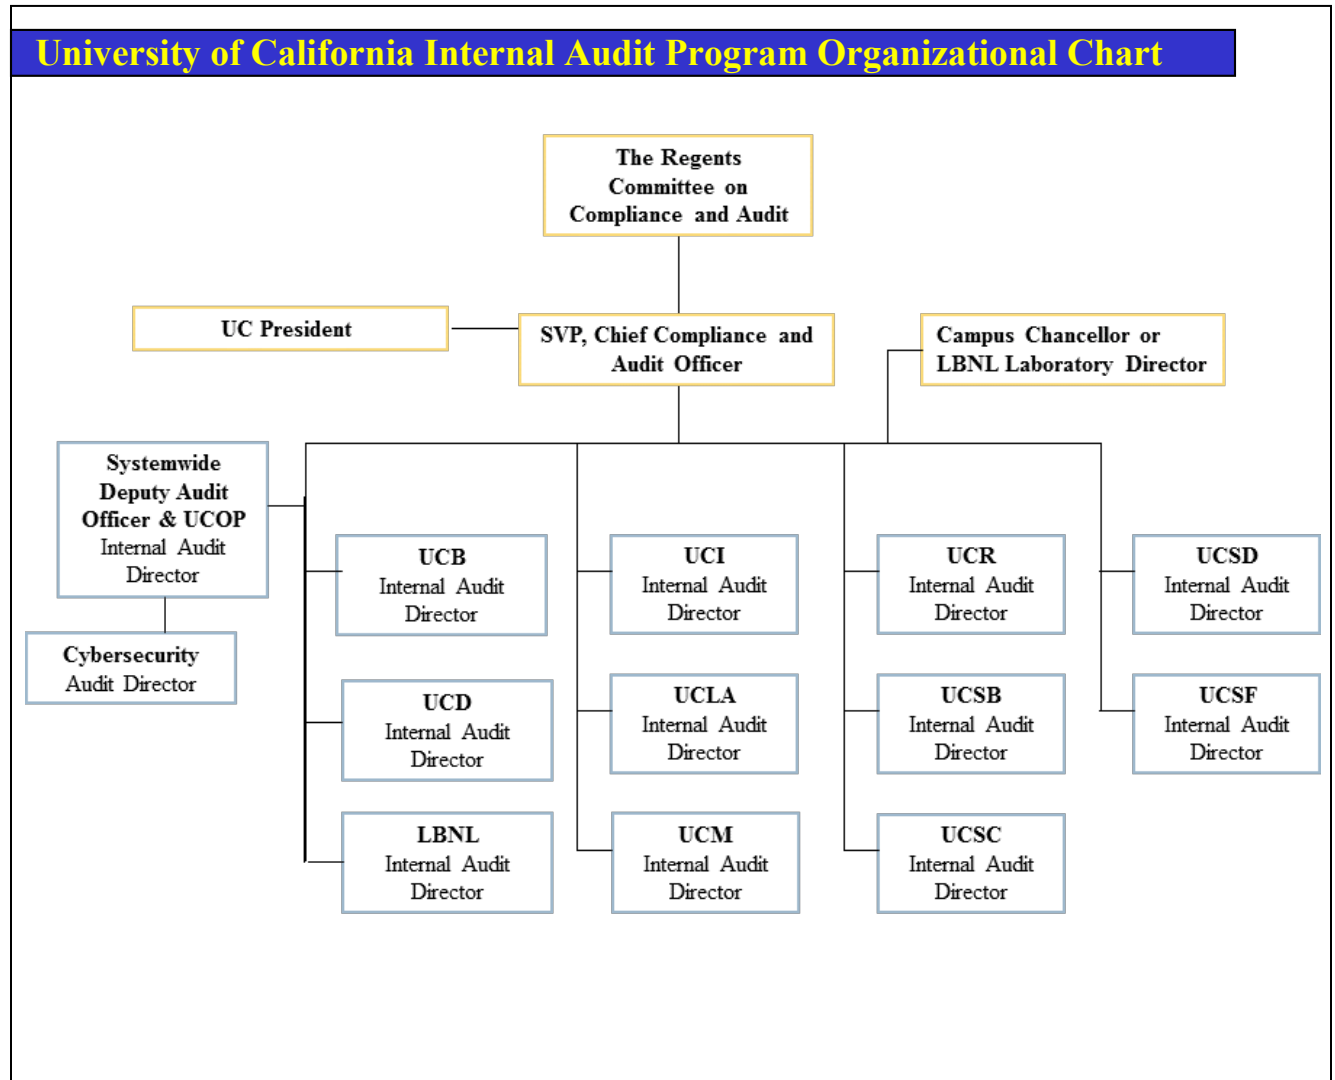 University of California Internal Audit Program Organizational Chart
The Regents
Committee on
Compliance and Audit
UC President
SVP, Chief Compliance and
Audit Officer
Campus Chancellor or
LBNL Laboratory Director
Systemwide
Deputy Audit
Officer & UCOP
Internal Audit
Director
Cybersecurity
Audit Director
UCB
Internal Audit
Director
UCI
Internal Audit
Director
UCR
Internal Audit
Director
UCSD
Internal Audit
Director
UCD
Internal Audit
Director
UCLA
Internal Audit
Director
UCSB
Internal Audit
Director
UCSF
Internal Audit
Director
LBNL
Internal Audit
Director
UCM
Internal Audit
Director
UCSC
Internal Audit
Director